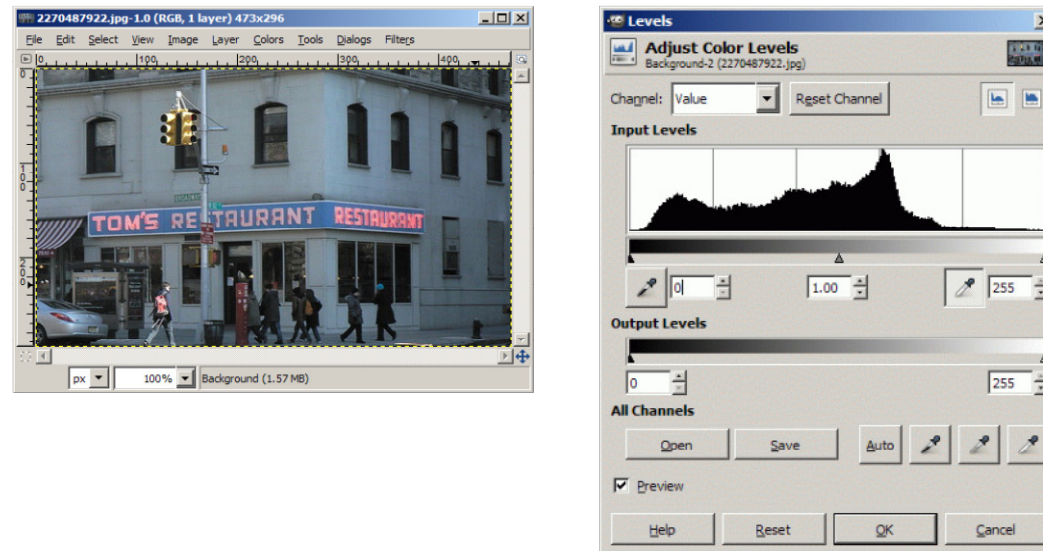 2270487922.jpg-1.0 (RGB, 1 layer) 473x296
File Edit Select View Image Layer Colors Tools Dialogs Filters
0 100 200 300 400
0
100
200
TOM'S RESTAURANT RESTAURANT
px 100% Background (1.57 MB)
Levels
Adjust Color Levels
Background-2 (2270487922.jpg)
Channel: Value Reset Channel
Input Levels
0 1.00 255
Output Levels
0 255
All Channels
Open Save Auto
Preview
Help Reset OK Cancel